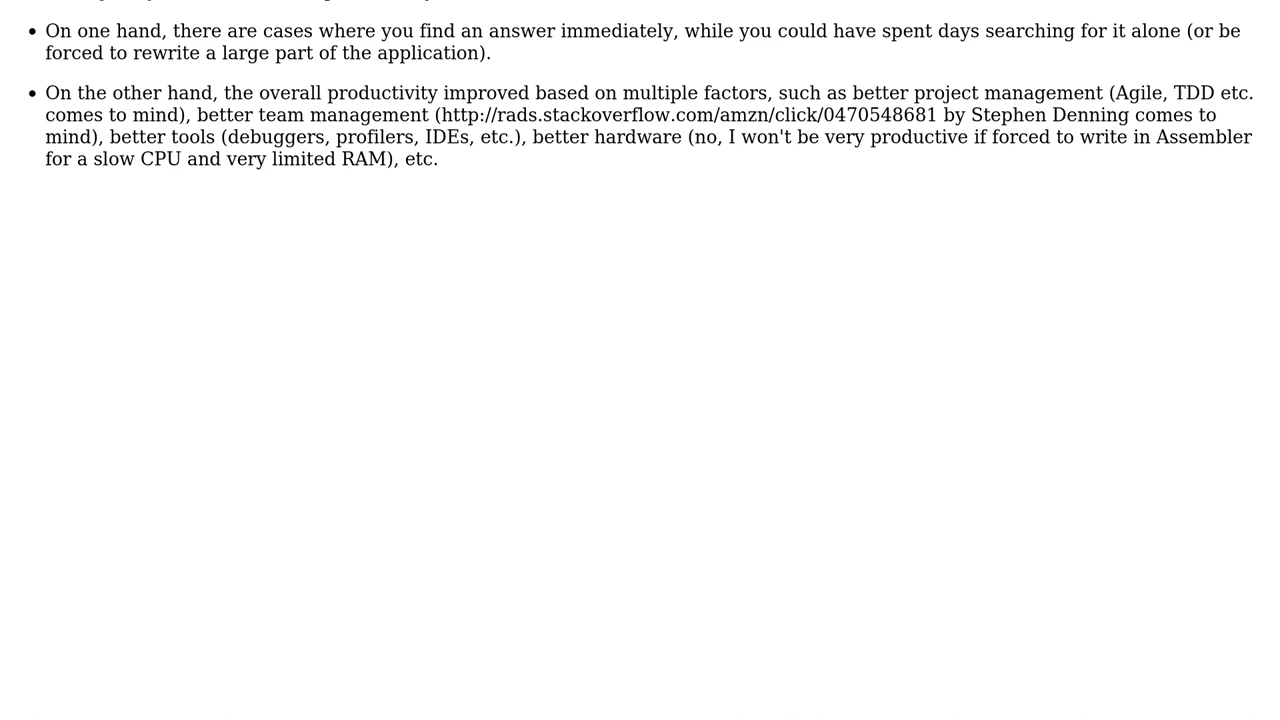 • On one hand, there are cases where you find an answer immediately, while you could have spent days searching for it alone (or be
forced to rewrite a large part of the application).
• On the other hand, the overall productivity improved based on multiple factors, such as better project management (Agile, TDD etc.
comes to mind), better team management (http://rads.stackoverflow.com/amzn/click/0470548681 by Stephen Denning comes to
mind), better tools (debuggers, profilers, IDEs, etc.), better hardware (no, I won't be very productive if forced to write in Assembler
for a slow CPU and very limited RAM), etc.